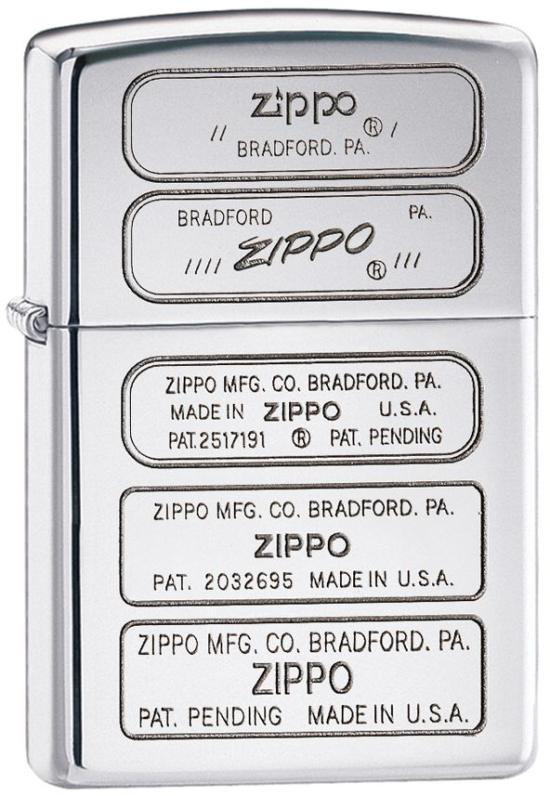 zippo
// ® /
BRADFORD. PA.
BRADFORD PA.
//// ZIPPO ® ///
ZIPPO MFG. CO. BRADFORD. PA.
MADE IN ZIPPO U.S.A.
PAT. 2517191 ® PAT. PENDING
ZIPPO MFG. CO. BRADFORD. PA.
ZIPPO
PAT. 2032695 MADE IN U.S.A.
ZIPPO MFG. CO. BRADFORD. PA.
ZIPPO
PAT. PENDING MADE IN U.S.A.